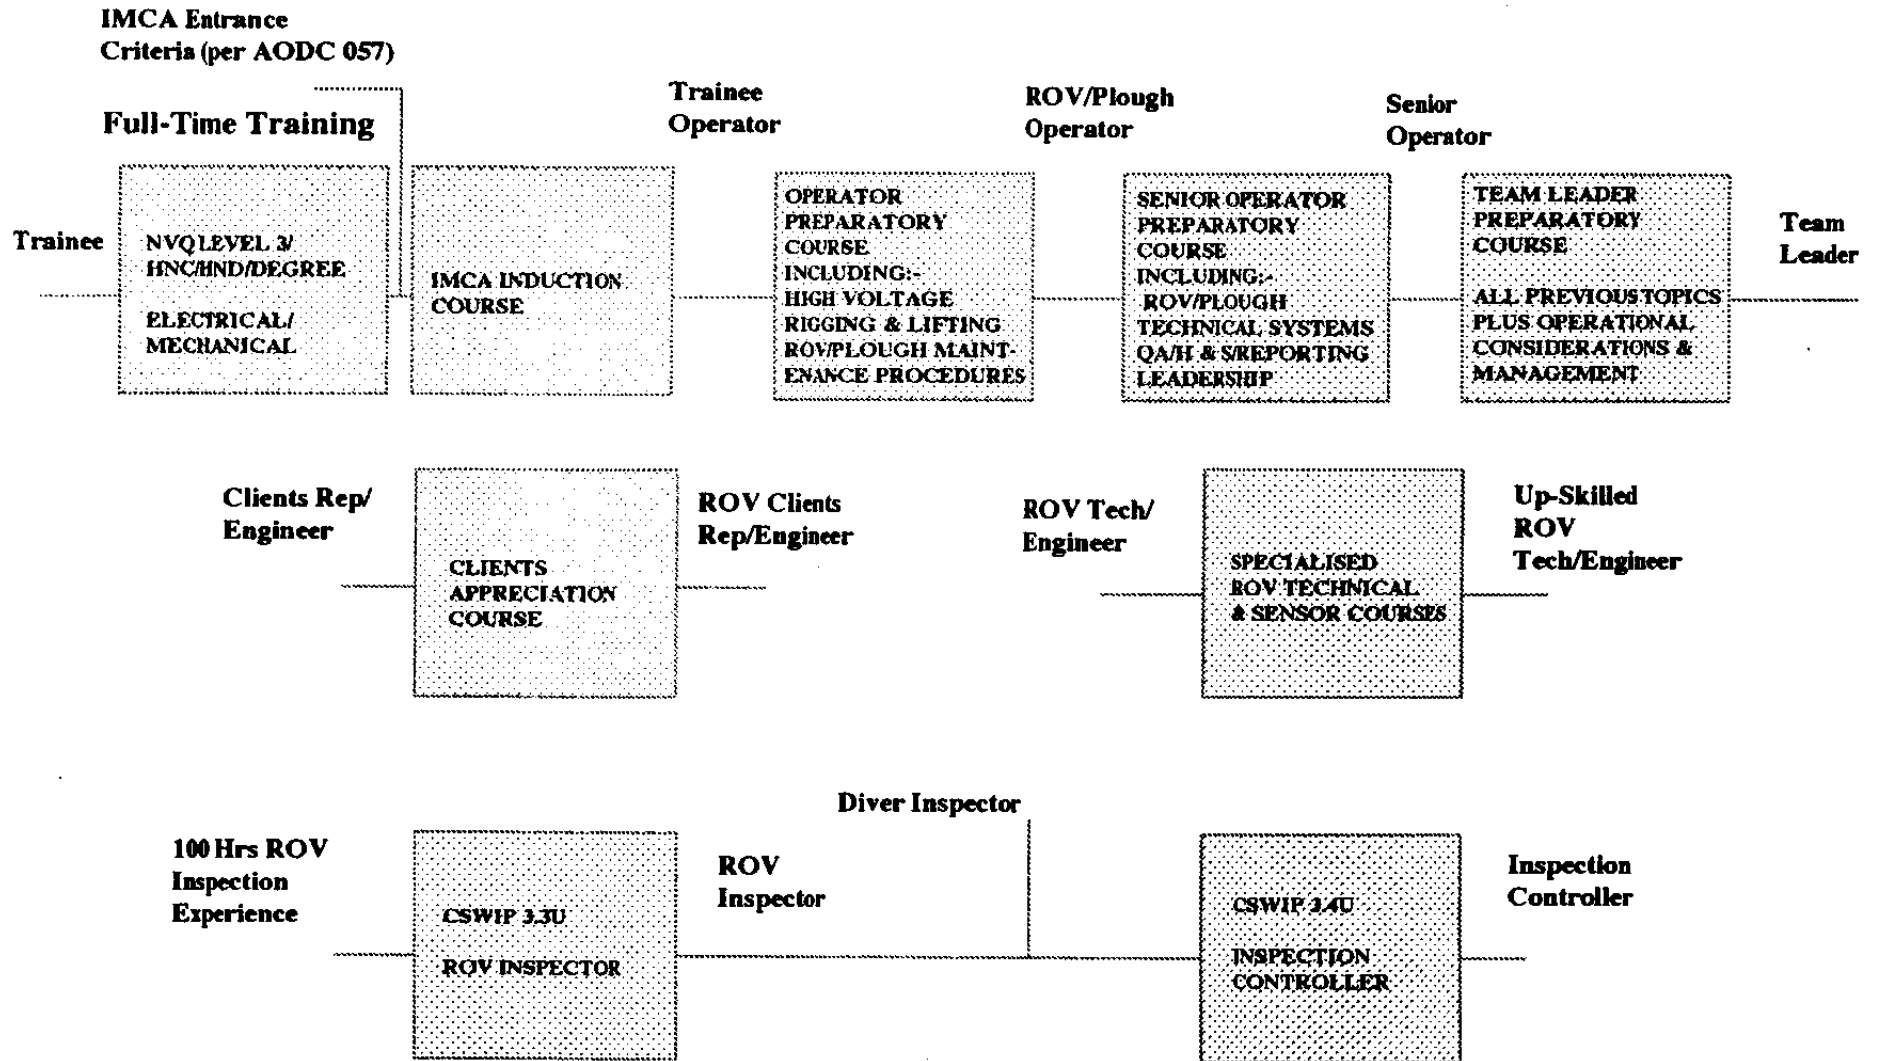 IMCA Entrance
Criteria (per AODC 057)
Full-Time Training
Trainee
Operator
ROV/Plough
Operator
Senior
Operator
Trainee
NVQ LEVEL 3/
HNC/HND/DEGREE
ELECTRICAL/
MECHANICAL
IMCA INDUCTION
COURSE
OPERATOR
PREPARATORY
COURSE
INCLUDING:-
HIGH VOLTAGE
RIGGING & LIFTING
ROV/PLOUGH MAINT-
ENANCE PROCEDURES
SENIOR OPERATOR
PREPARATORY
COURSE
INCLUDING:-
ROV/PLOUGH
TECHNICAL SYSTEMS
QA/H & S/REPORTING
LEADERSHIP
TEAM LEADER
PREPARATORY
COURSE
ALL PREVIOUS TOPICS
PLUS OPERATIONAL
CONSIDERATIONS &
MANAGEMENT
Team
Leader
Clients Rep/
Engineer
CLIENTS
APPRECIATION
COURSE
ROV Clients
Rep/Engineer
ROV Tech/
Engineer
SPECIALISED
ROV TECHNICAL
& SENSOR COURSES
Up-Skilled
ROV
Tech/Engineer
100 Hrs ROV
Inspection
Experience
CSWIP 3.3U
ROV INSPECTOR
ROV
Inspector
Diver Inspector
CSWIP 3.4U
INSPECTION
CONTROLLER
Inspection
Controller